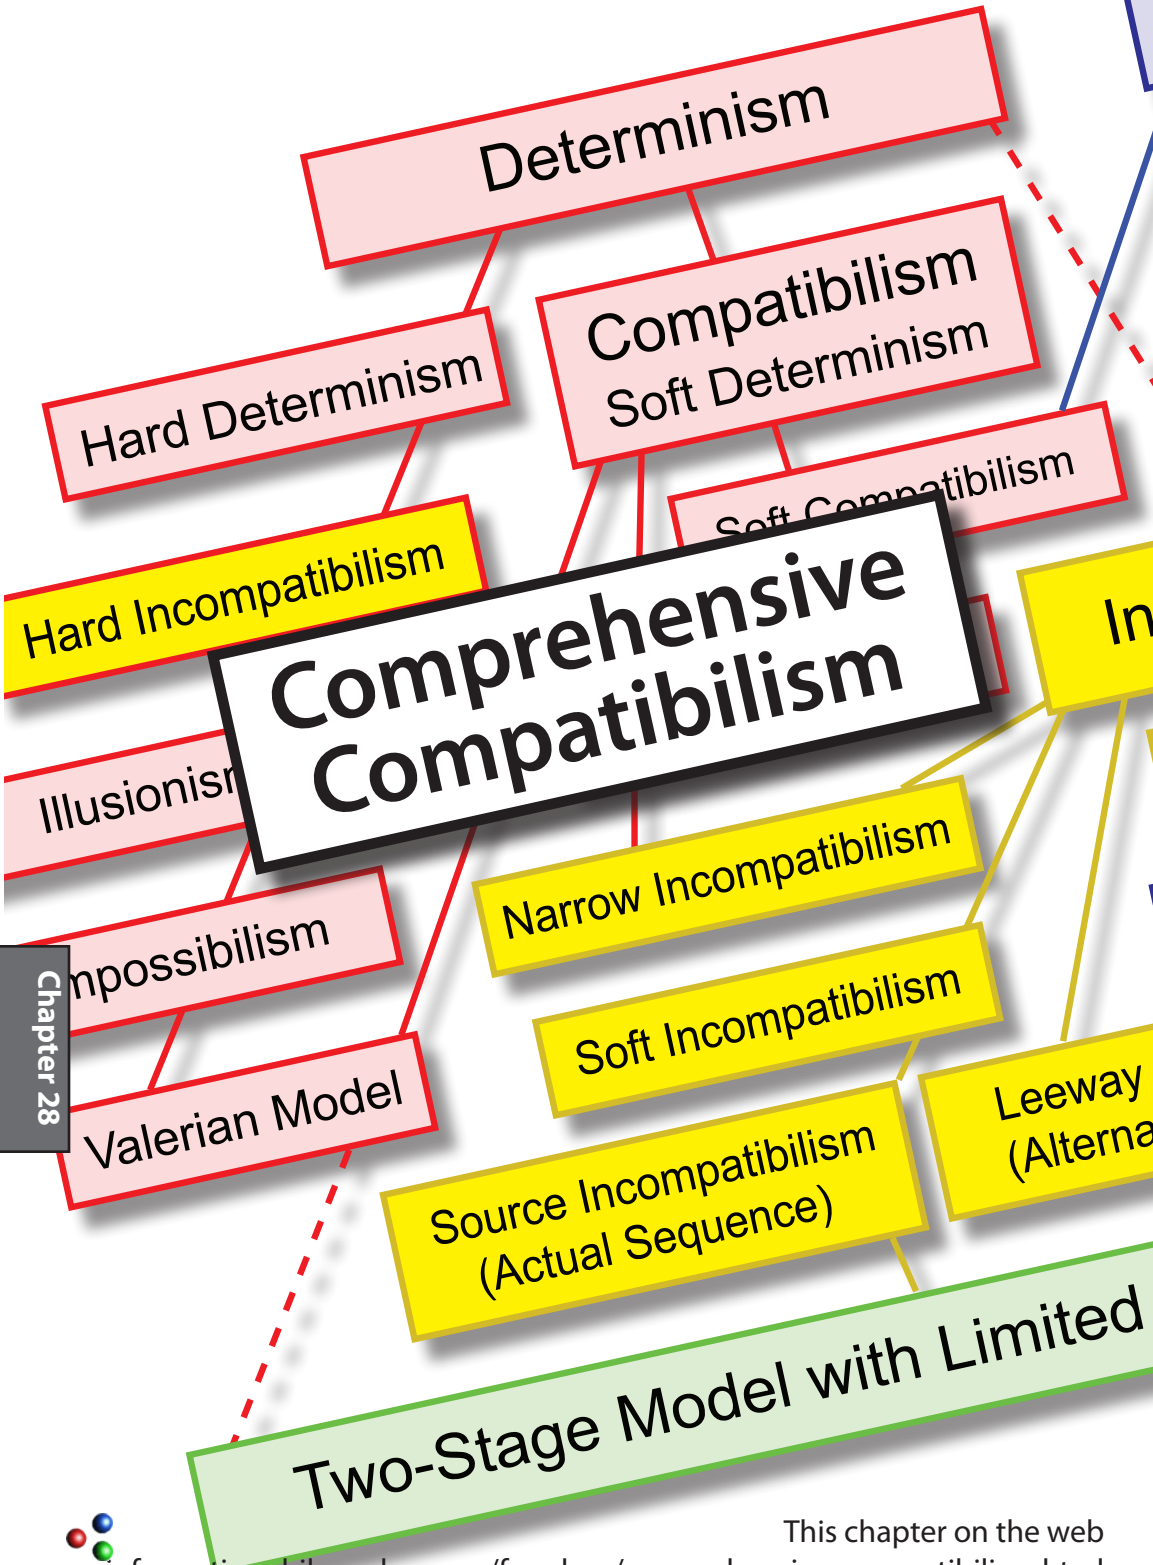 Determinism
Compatibilism
Soft Determinism
Hard Determinism
Soft Compatibilism
Hard Incompatibilism
Comprehensive
Compatibilism
In
Illusionism
Narrow Incompatibilism
mpossibilism
Soft Incompatibilism
Chapter 28
Valerian Model
Leeway
(Alterna
Source Incompatibilism
(Actual Sequence)
Two-Stage Model with Limited
This chapter on the web